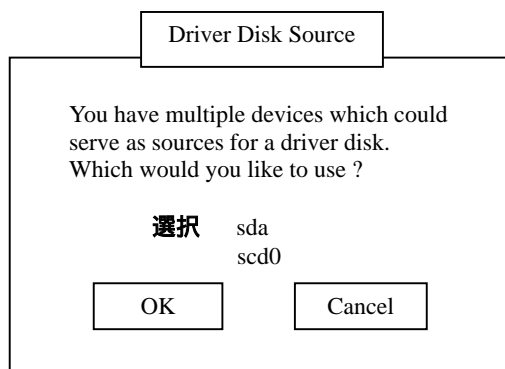 Driver Disk Source
You have multiple devices which could
serve as sources for a driver disk.
Which would you like to use ?
選択 sda
scd0
OK Cancel